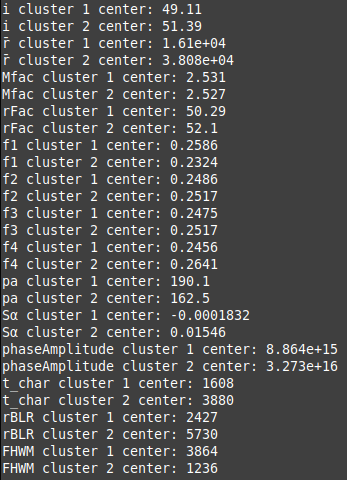 i cluster 1 center: 49.11
i cluster 2 center: 51.39
r̄ cluster 1 center: 1.61e+04
r̄ cluster 2 center: 3.808e+04
Mfac cluster 1 center: 2.531
Mfac cluster 2 center: 2.527
rFac cluster 1 center: 50.29
rFac cluster 2 center: 52.1
f1 cluster 1 center: 0.2586
f1 cluster 2 center: 0.2324
f2 cluster 1 center: 0.2486
f2 cluster 2 center: 0.2517
f3 cluster 1 center: 0.2475
f3 cluster 2 center: 0.2517
f4 cluster 1 center: 0.2456
f4 cluster 2 center: 0.2641
pa cluster 1 center: 190.1
pa cluster 2 center: 162.5
Sα cluster 1 center: -0.0001832
Sα cluster 2 center: 0.01546
phaseAmplitude cluster 1 center: 8.864e+15
phaseAmplitude cluster 2 center: 3.273e+16
t_char cluster 1 center: 1608
t_char cluster 2 center: 3880
rBLR cluster 1 center: 2427
rBLR cluster 2 center: 5730
FHWM cluster 1 center: 3864
FHWM cluster 2 center: 1236